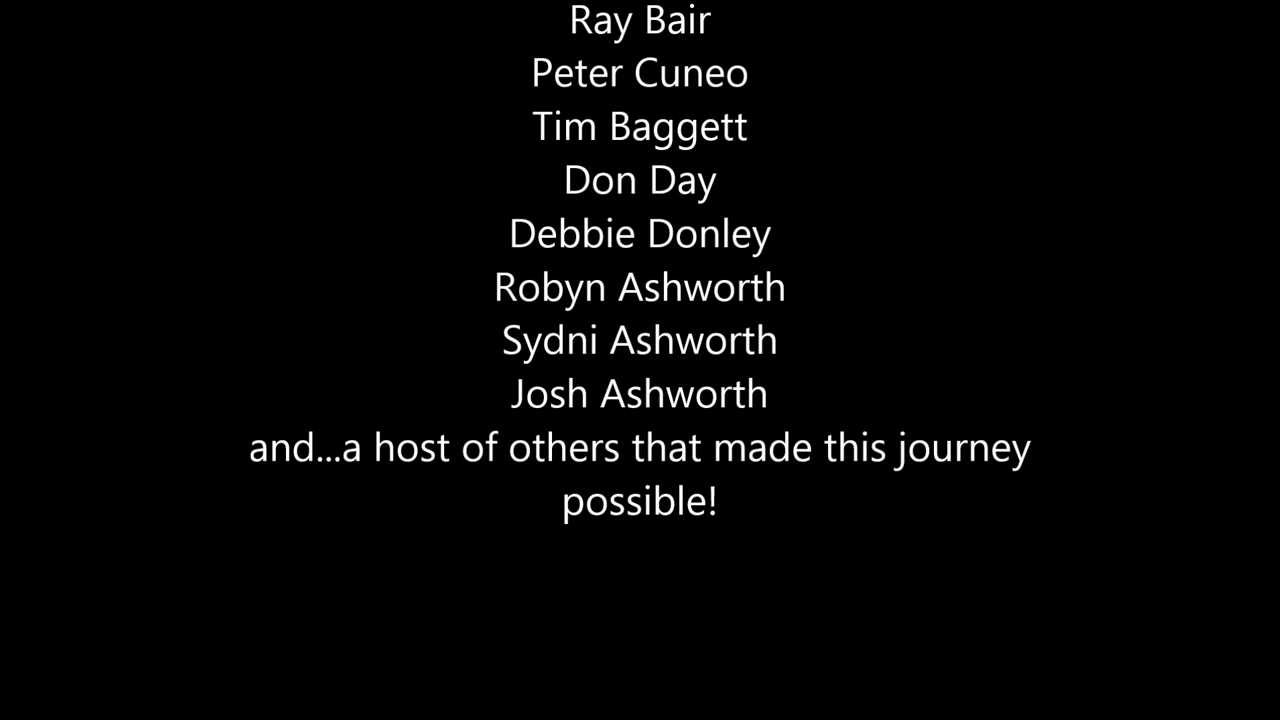 Ray Bair
Peter Cuneo
Tim Baggett
Don Day
Debbie Donley
Robyn Ashworth
Sydni Ashworth
Josh Ashworth
and...a host of others that made this journey
possible!